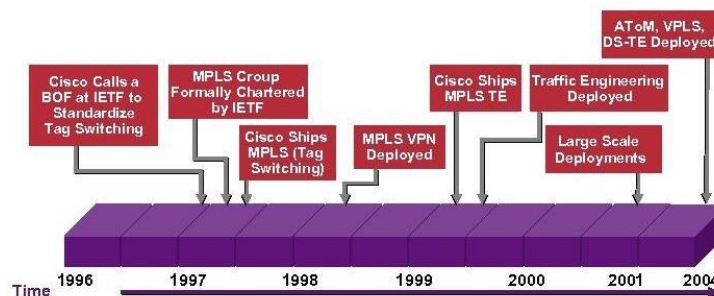 Cisco Calls a
BOF at IETF to
Standardize
Tag Switching
MPLS Croup
Formally Chartered
by IETF
Cisco Ships
MPLS (Tag
Switching)
MPLS VPN
Deployed
Cisco Ships
MPLS TE
Traffic Engineering
Deployed
Large Scale
Deployments
AToM, VPLS,
DS-TE Deployed
1996 1997 1998 1999 2000 2001 2004
Time